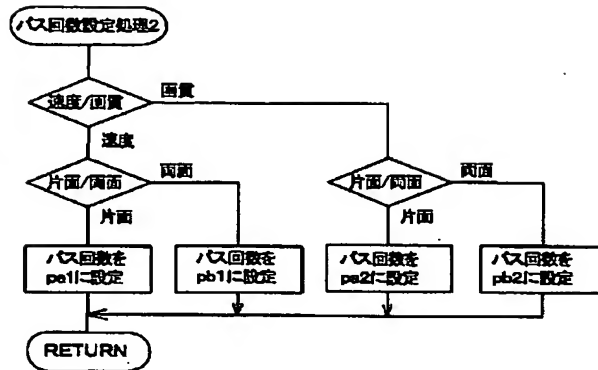 パス回数設定処理2
速度/画質
画質
速度
片面/両面
両面
片面
片面/両面
両面
片面
パス回数を
pa1に設定
パス回数を
pb1に設定
パス回数を
pa2に設定
パス回数を
pb2に設定
RETURN